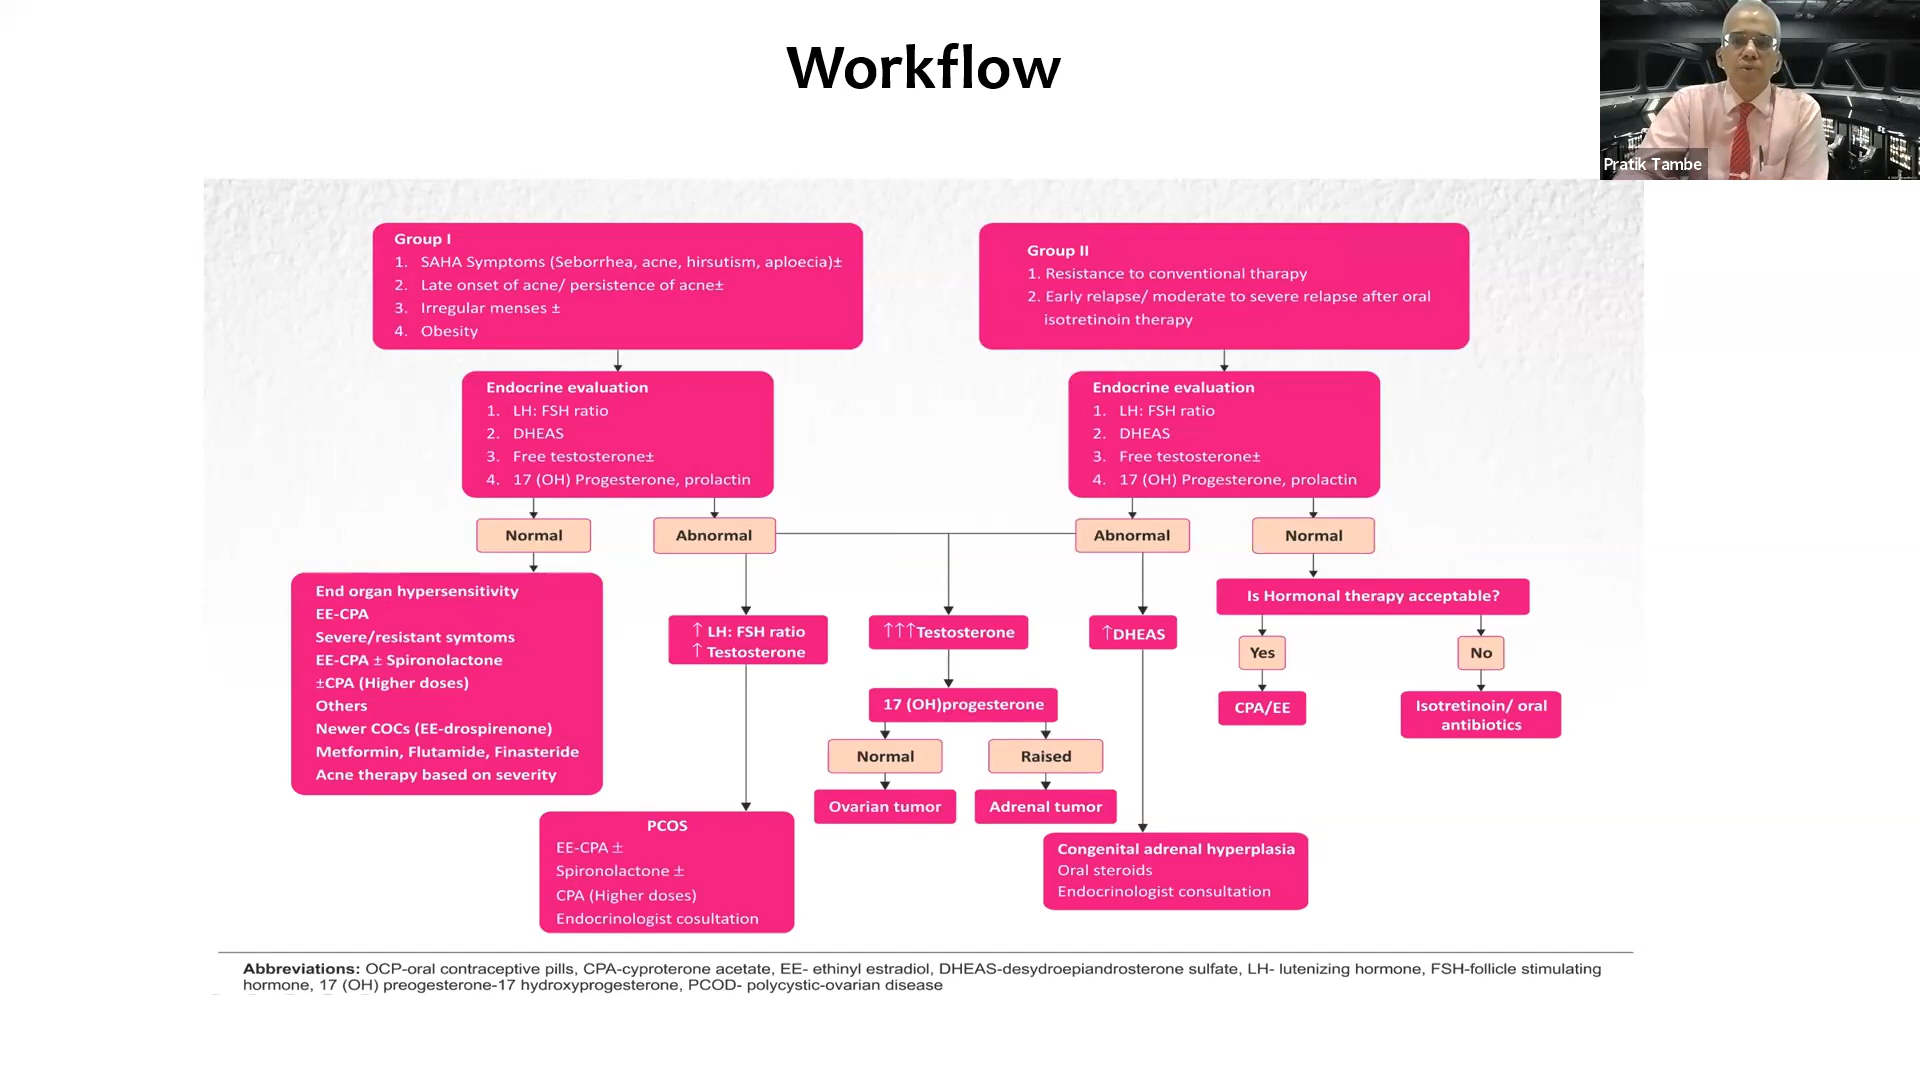 Workflow
Pratik Tambe
Group I
1. SAHA Symptoms (Seborrhea, acne, hirsutism, aploecia)±
2. Late onset of acne/ persistence of acne±
3. Irregular menses ±
4. Obesity
Group II
1. Resistance to conventional tharapy
2. Early relapse/ moderate to severe relapse after oral
isotretinoin therapy
Endocrine evaluation
1. LH: FSH ratio
2. DHEAS
3. Free testosterone±
4. 17 (OH) Progesterone, prolactin
Endocrine evaluation
1. LH: FSH ratio
2. DHEAS
3. Free testosterone±
4. 17 (OH) Progesterone, prolactin
Normal
Abnormal
Abnormal
Normal
End organ hypersensitivity
EE-CPA
Severe/resistant symtoms
EE-CPA ± Spironolactone
±CPA (Higher doses)
Others
Newer COCs (EE-drospirenone)
Metformin, Flutamide, Finasteride
Acne therapy based on severity
↑ LH: FSH ratio
↑ Testosterone
↑↑↑Testosterone
↑DHEAS
Is Hormonal therapy acceptable?
Yes
No
CPA/EE
Isotretinoin/ oral
antibiotics
17 (OH)progesterone
Normal
Raised
Ovarian tumor
Adrenal tumor
PCOS
EE-CPA ±
Spironolactone ±
CPA (Higher doses)
Endocrinologist cosultation
Congenital adrenal hyperplasia
Oral steroids
Endocrinologist consultation
Abbreviations: OCP-oral contraceptive pills, CPA-cyproterone acetate, EE- ethinyl estradiol, DHEAS-desydroepiandrosterone sulfate, LH- lutenizing hormone, FSH-follicle stimulating
hormone, 17 (OH) preogesterone-17 hydroxyprogesterone, PCOD- polycystic-ovarian disease